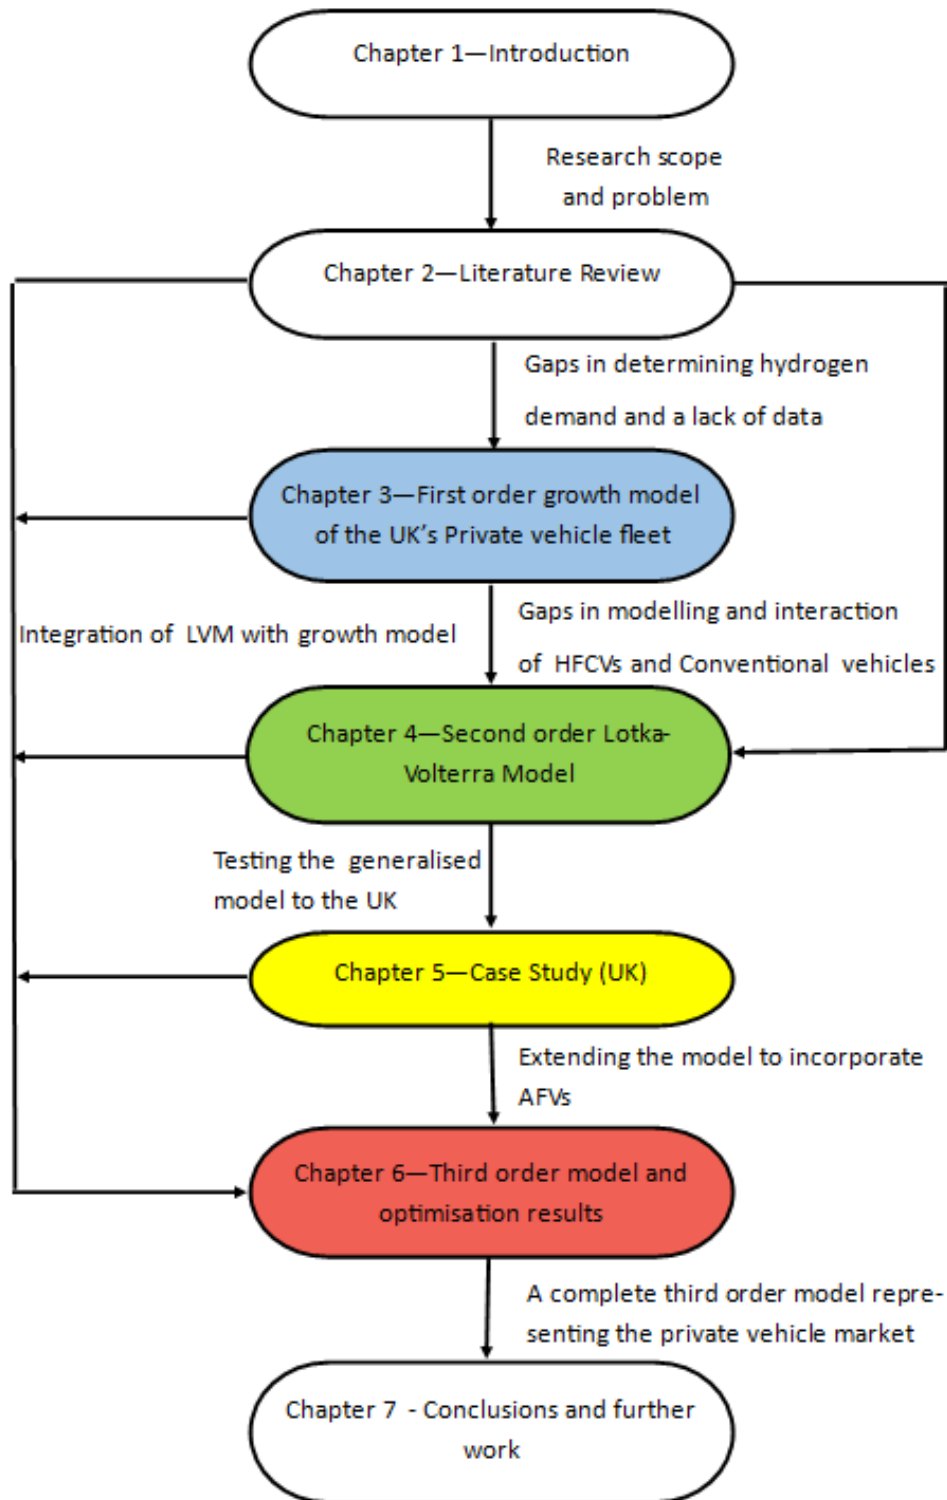 Chapter 1—Introduction
Research scope
and problem
Chapter 2—Literature Review
Gaps in determining hydrogen
demand and a lack of data
Chapter 3—First order growth model
of the UK's Private vehicle fleet
Gaps in modelling and interaction
of HFCVs and Conventional vehicles
Integration of LVM with growth model
Chapter 4—Second order Lotka-
Volterra Model
Testing the generalised
model to the UK
Chapter 5—Case Study (UK)
Extending the model to incorporate
AFVs
Chapter 6—Third order model and
optimisation results
A complete third order model repre-
senting the private vehicle market
Chapter 7 - Conclusions and further
work